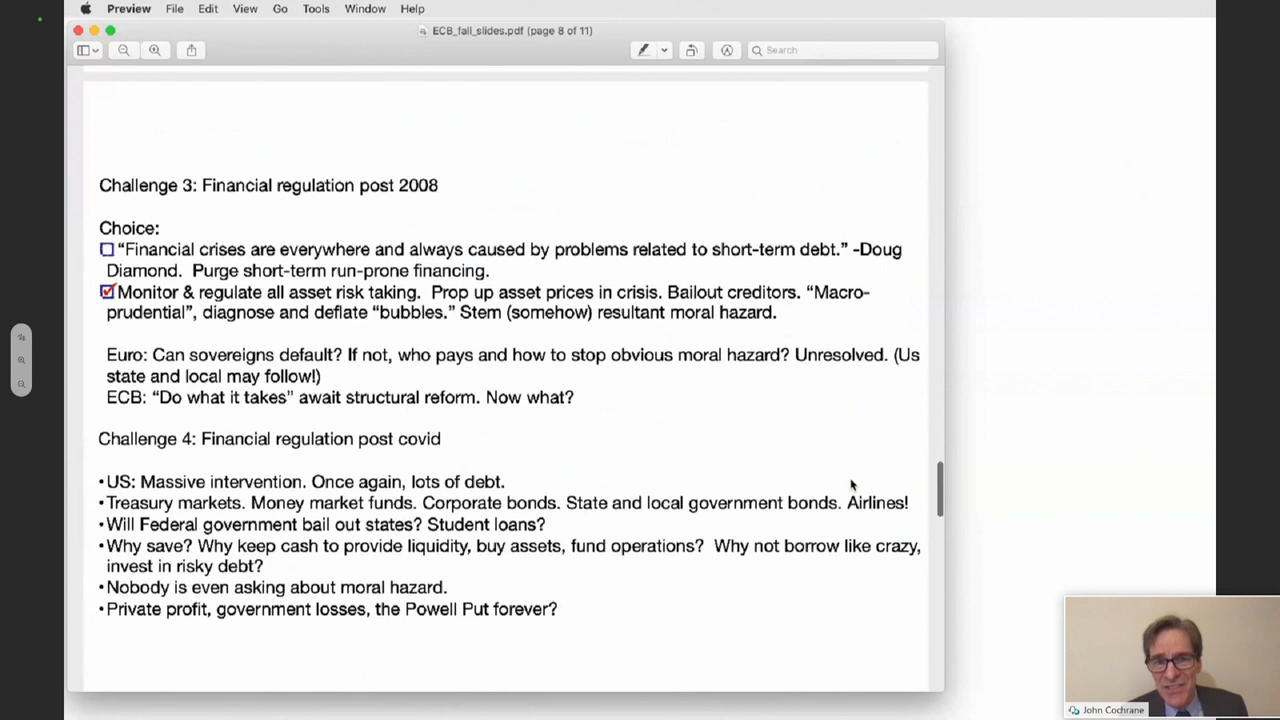 Preview File Edit View Go Tools Window Help
ECB_fall_slides.pdf (page 8 of 11)
Search
Challenge 3: Financial regulation post 2008
Choice:
“Financial crises are everywhere and always caused by problems related to short-term debt.” -Doug
Diamond. Purge short-term run-prone financing.
Monitor & regulate all asset risk taking. Prop up asset prices in crisis. Bailout creditors. “Macro-
prudential”, diagnose and deflate “bubbles.” Stem (somehow) resultant moral hazard.
Euro: Can sovereigns default? If not, who pays and how to stop obvious moral hazard? Unresolved. (Us
state and local may follow!)
ECB: “Do what it takes” await structural reform. Now what?
Challenge 4: Financial regulation post covid
•US: Massive intervention. Once again, lots of debt.
•Treasury markets. Money market funds. Corporate bonds. State and local government bonds. Airlines!
•Will Federal government bail out states? Student loans?
•Why save? Why keep cash to provide liquidity, buy assets, fund operations? Why not borrow like crazy,
invest in risky debt?
•Nobody is even asking about moral hazard.
•Private profit, government losses, the Powell Put forever?
John Cochrane